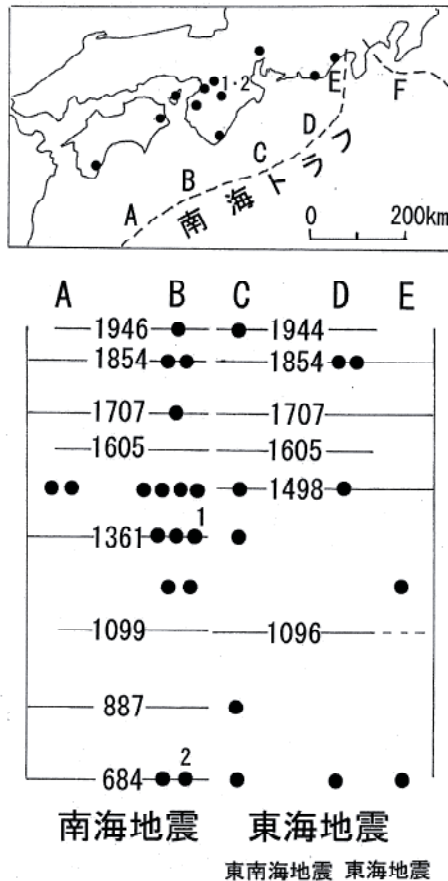 1・2
E
F
D
C
B
A
南海トラフ
0 200km
A B C D E
1946 1944
1854 1854
1707 1707
1605 1605
1498
1
1361
1099 1096
887
2
684
南海地震 東海地震
東南海地震 東海地震